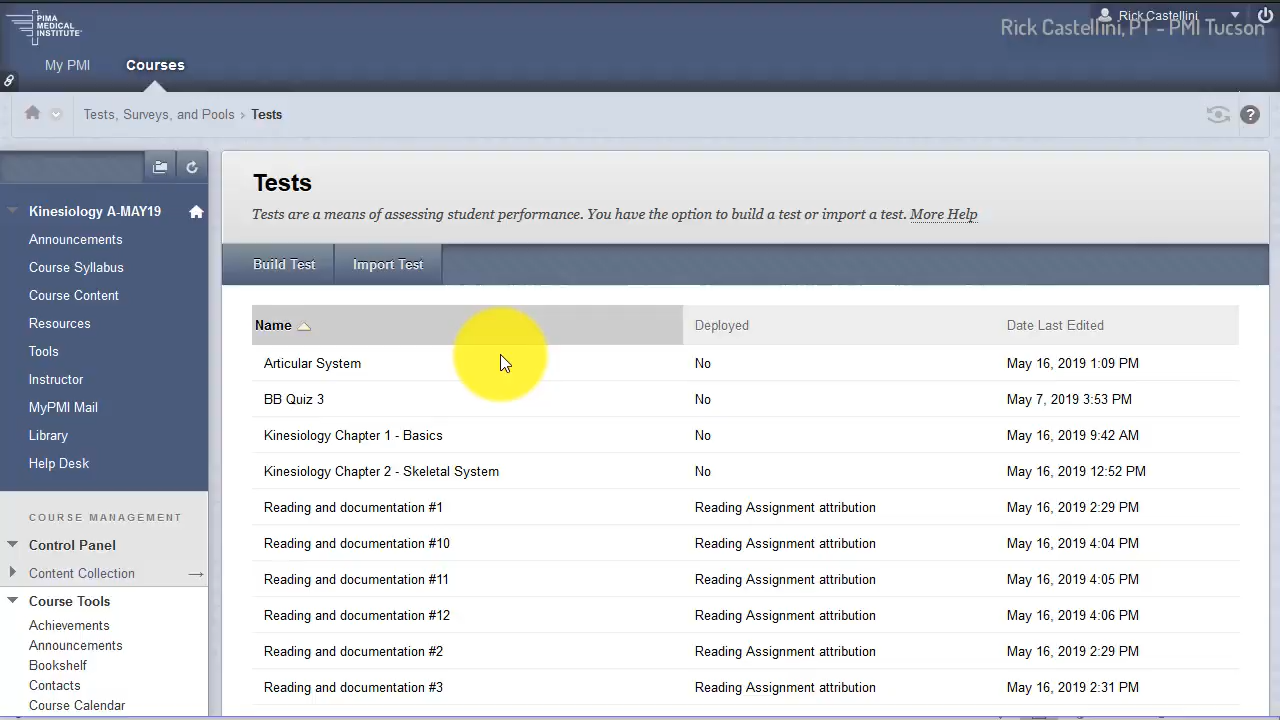 PIMA
MEDICAL
INSTITUTE
Rick Castellini
Rick Castellini, PT - PMI Tucson
My PMI
Courses
Tests, Surveys, and Pools > Tests
?
Tests
Tests are a means of assessing student performance. You have the option to build a test or import a test. More Help
Build Test
Import Test
Kinesiology A-MAY19
Announcements
Course Syllabus
Course Content
Resources
Tools
Instructor
MyPMI Mail
Library
Help Desk
COURSE MANAGEMENT
Control Panel
Content Collection
Course Tools
Achievements
Announcements
Bookshelf
Contacts
Course Calendar
Name Deployed Date Last Edited
Articular System No May 16, 2019 1:09 PM
BB Quiz 3 No May 7, 2019 3:53 PM
Kinesiology Chapter 1 - Basics No May 16, 2019 9:42 AM
Kinesiology Chapter 2 - Skeletal System No May 16, 2019 12:52 PM
Reading and documentation #1 Reading Assignment attribution May 16, 2019 2:29 PM
Reading and documentation #10 Reading Assignment attribution May 16, 2019 4:04 PM
Reading and documentation #11 Reading Assignment attribution May 16, 2019 4:05 PM
Reading and documentation #12 Reading Assignment attribution May 16, 2019 4:06 PM
Reading and documentation #2 Reading Assignment attribution May 16, 2019 2:29 PM
Reading and documentation #3 Reading Assignment attribution May 16, 2019 2:31 PM